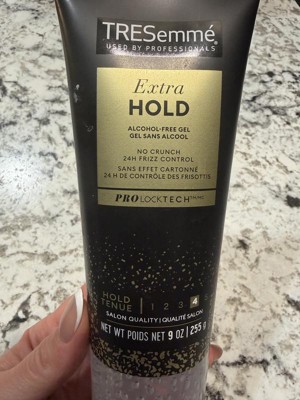 TRESemmé
USED BY PROFESSIONALS
Extra
HOLD
ALCOHOL-FREE GEL
GEL SANS ALCOOL
NO CRUNCH
24H FRIZZ CONTROL
SANS EFFET CARTONNÉ
24 H DE CONTRÔLE DES FRISOTTIS
PRO LOCKTECH
HOLD
TENUE 1 2 3 4
SALON QUALITY | QUALITÉ SALON
NET WT POIDS NET 9 OZ | 255 g